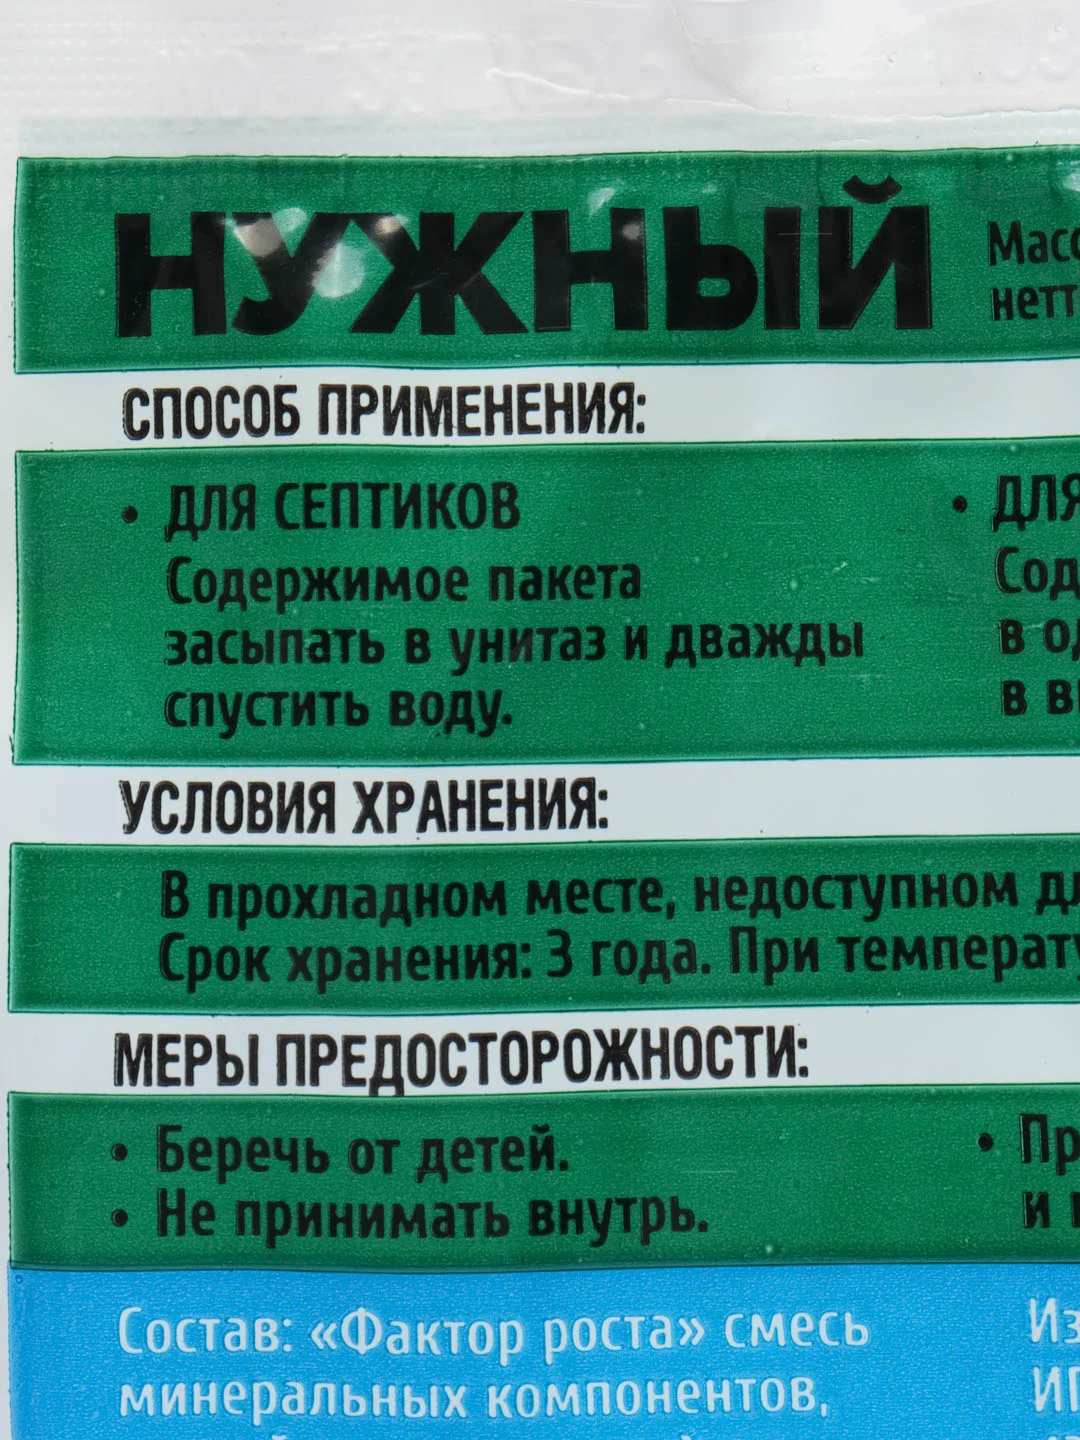 НУЖНЫЙ
СПОСОБ ПРИМЕНЕНИЯ:
• ДЛЯ СЕПТИКОВ
Содержимое пакета
засыпать в унитаз и дважды
спустить воду.
• ДЛЯ
в
УСЛОВИЯ ХРАНЕНИЯ:
В прохладном месте, недоступном
Срок хранения: 3 года. При
МЕРЫ ПРЕДОСТОРОЖНОСТИ:
• Беречь от детей.
• Не принимать внутрь.
и
Состав: «Фактор роста» смесь
минеральных компонентов,